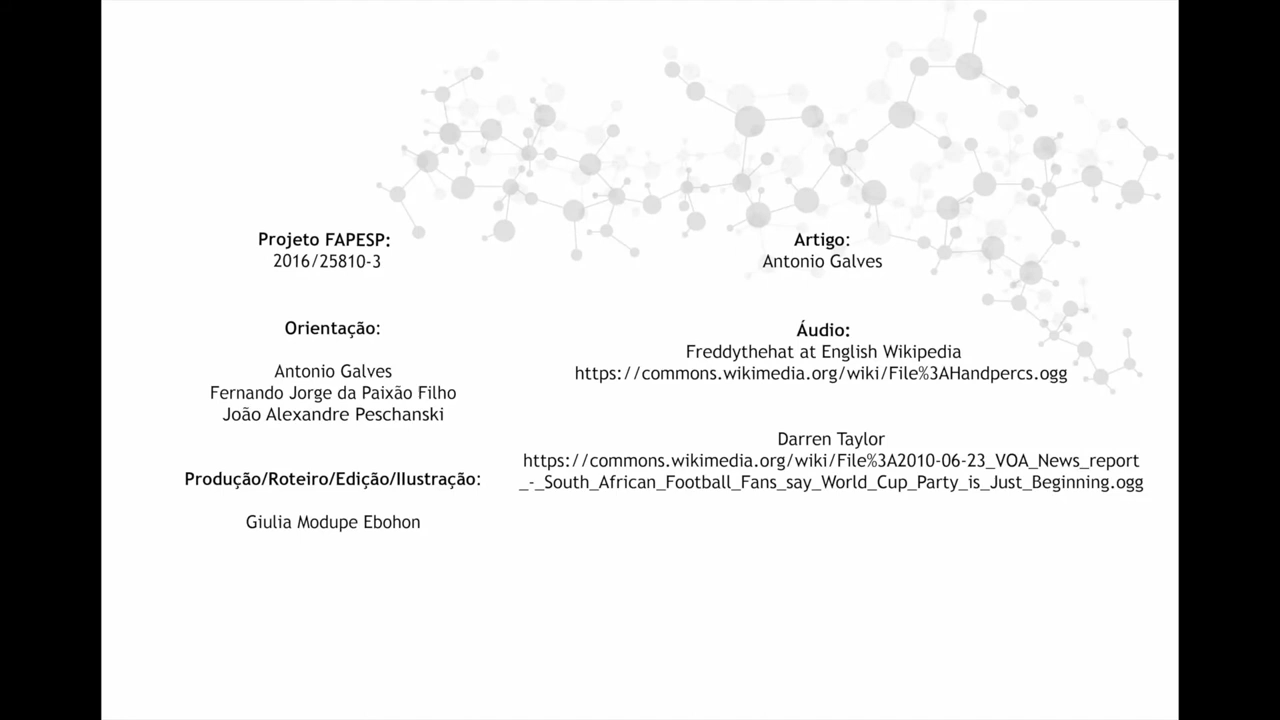 Projeto FAPESP:
2016/25810-3
Orientação:
Antonio Galves
Fernando Jorge da Paixão Filho
João Alexandre Peschanski
Produção/Roteiro/Edição/Ilustração:
Giulia Modupe Ebohon
Artigo:
Antonio Galves
Áudio:
Freddythehat at English Wikipedia
https://commons.wikimedia.org/wiki/File%3AHandpercs.ogg
Darren Taylor
https://commons.wikimedia.org/wiki/File%3A2010-06-23_VOA_News_report
_-_South_African_Football_Fans_say_World_Cup_Party_is_Just_Beginning.ogg